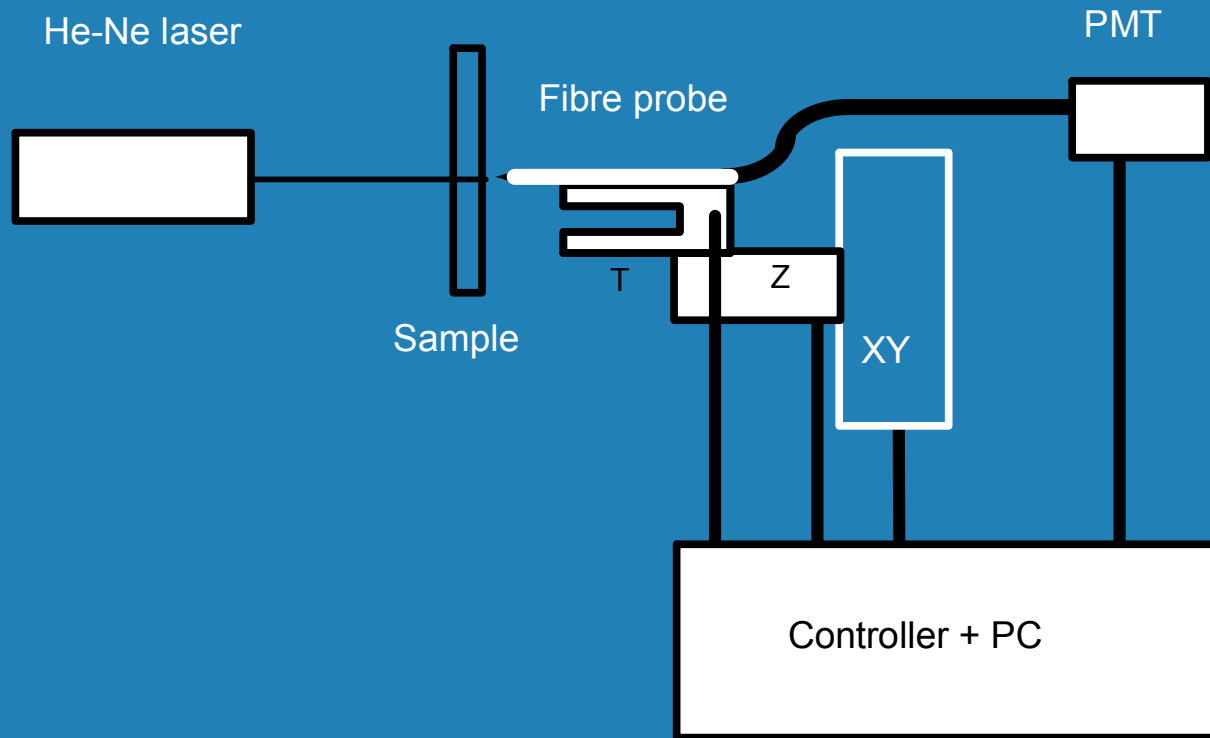 He-Ne laser
PMT
Fibre probe
T
Z
Sample
XY
Controller + PC